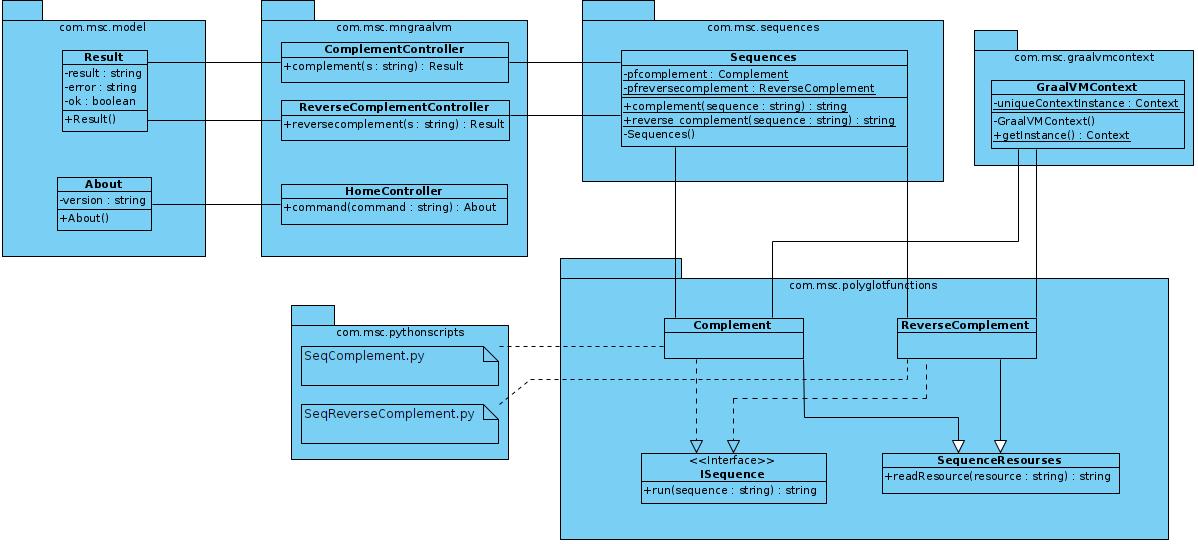 com.msc.model
Result
-result : string
-error : string
-ok : boolean
+Result()
About
-version : string
+About()
com.msc.mngraalvm
ComplementController
+complement(s : string) : Result
ReverseComplementController
+reversecomplement(s : string) : Result
HomeController
+command(command : string) : About
com.msc.sequences
Sequences
-pfcomplement : Complement
-pfreversecomplement : ReverseComplement
+complement(sequence : string) : string
+reverse_complement(sequence : string) : string
-Sequences()
com.msc.graalvmcontext
GraalVMContext
-uniqueContextInstance : Context
-GraalVMContext()
+getInstance() : Context
com.msc.pythonscripts
SeqComplement.py
SeqReverseComplement.py
com.msc.polyglotfunctions
Complement
ReverseComplement
<<Interface>>
ISequence
+run(sequence : string) : string
SequenceResourses
+readResource(resource : string) : string